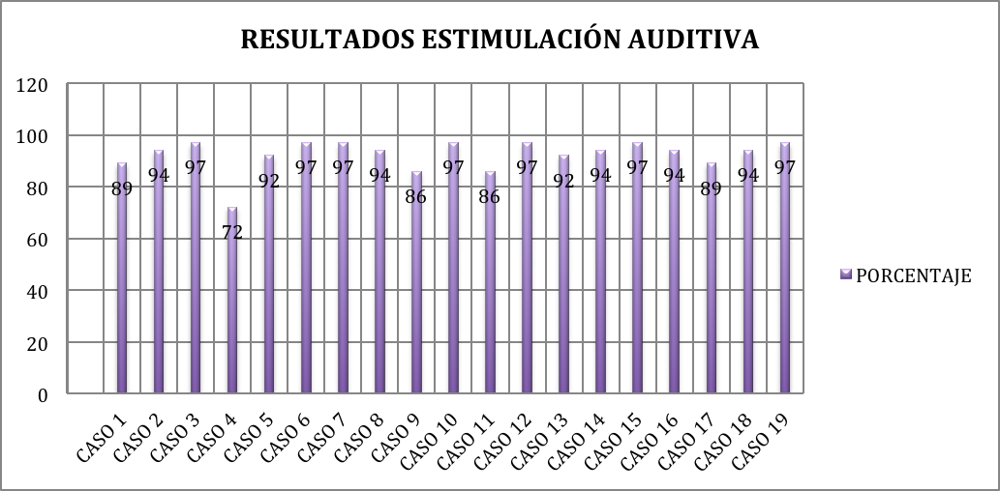 RESULTADOS ESTIMULACIÓN AUDITIVA
120
100
80
60
40
20
0
89 94 97 72 92 97 97 94 86 97 86 97 92 94 97 94 89 94 97
CASO 1 CASO 2 CASO 3 CASO 4 CASO 5 CASO 6 CASO 7 CASO 8 CASO 9 CASO 10 CASO 11 CASO 12 CASO 13 CASO 14 CASO 15 CASO 16 CASO 17 CASO 18 CASO 19
PORCENTAJE